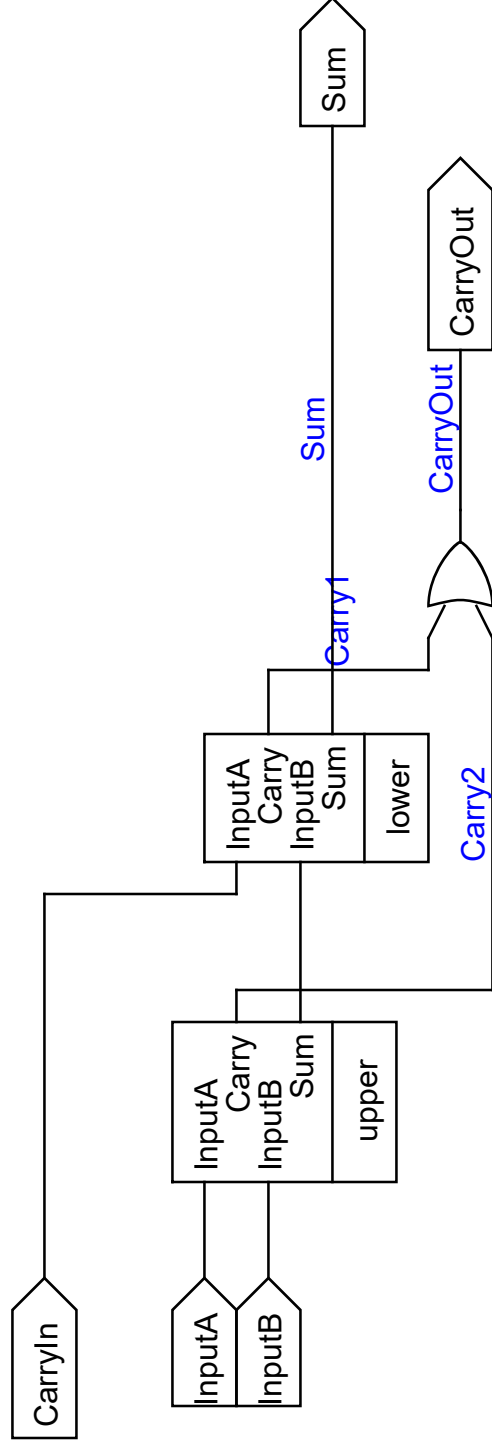 CarryIn
InputA
InputB
InputA
Carry
InputB
Sum
upper
InputA
Carry
InputB
Sum
lower
Carry1
Carry2
Sum
CarryOut
Sum
CarryOut